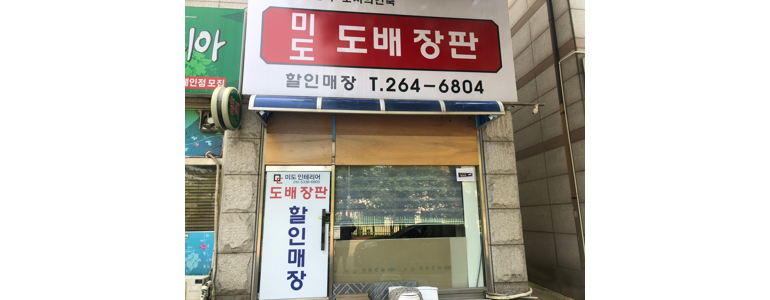 미도 도배 장판
할인매장 T.264-6804
미도 인테리어
도배 장판
할인매장